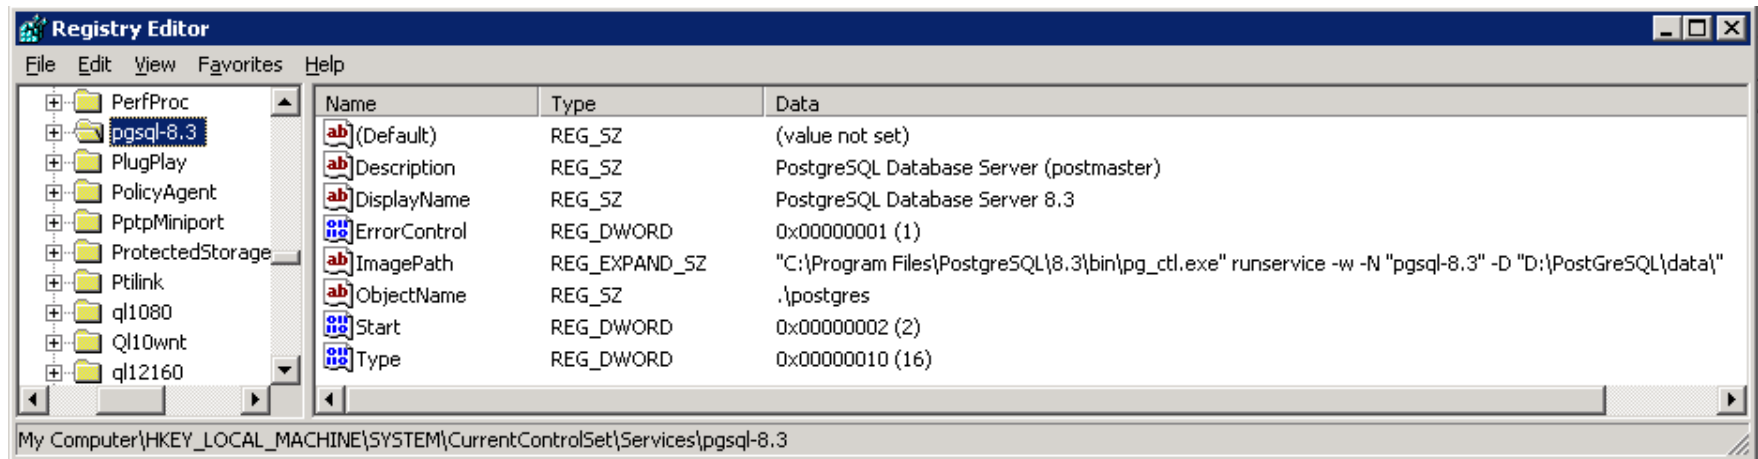 Registry Editor
File Edit View Favorites Help
PerfProc
pgsql-8.3
PlugPlay
PolicyAgent
PptpMiniport
ProtectedStorage
Ptilink
ql1080
Ql10wnt
ql12160
Name Type Data
(Default) REG_SZ (value not set)
Description REG_SZ PostgreSQL Database Server (postmaster)
DisplayName REG_SZ PostgreSQL Database Server 8.3
ErrorControl REG_DWORD 0x00000001 (1)
ImagePath REG_EXPAND_SZ "C:\Program Files\PostgreSQL\8.3\bin\pg_ctl.exe" runservice -w -N "pgsql-8.3" -D "D:\PostGreSQL\data\"
ObjectName REG_SZ .\postgres
Start REG_DWORD 0x00000002 (2)
Type REG_DWORD 0x00000010 (16)
My Computer\HKEY_LOCAL_MACHINE\SYSTEM\CurrentControlSet\Services\pgsql-8.3